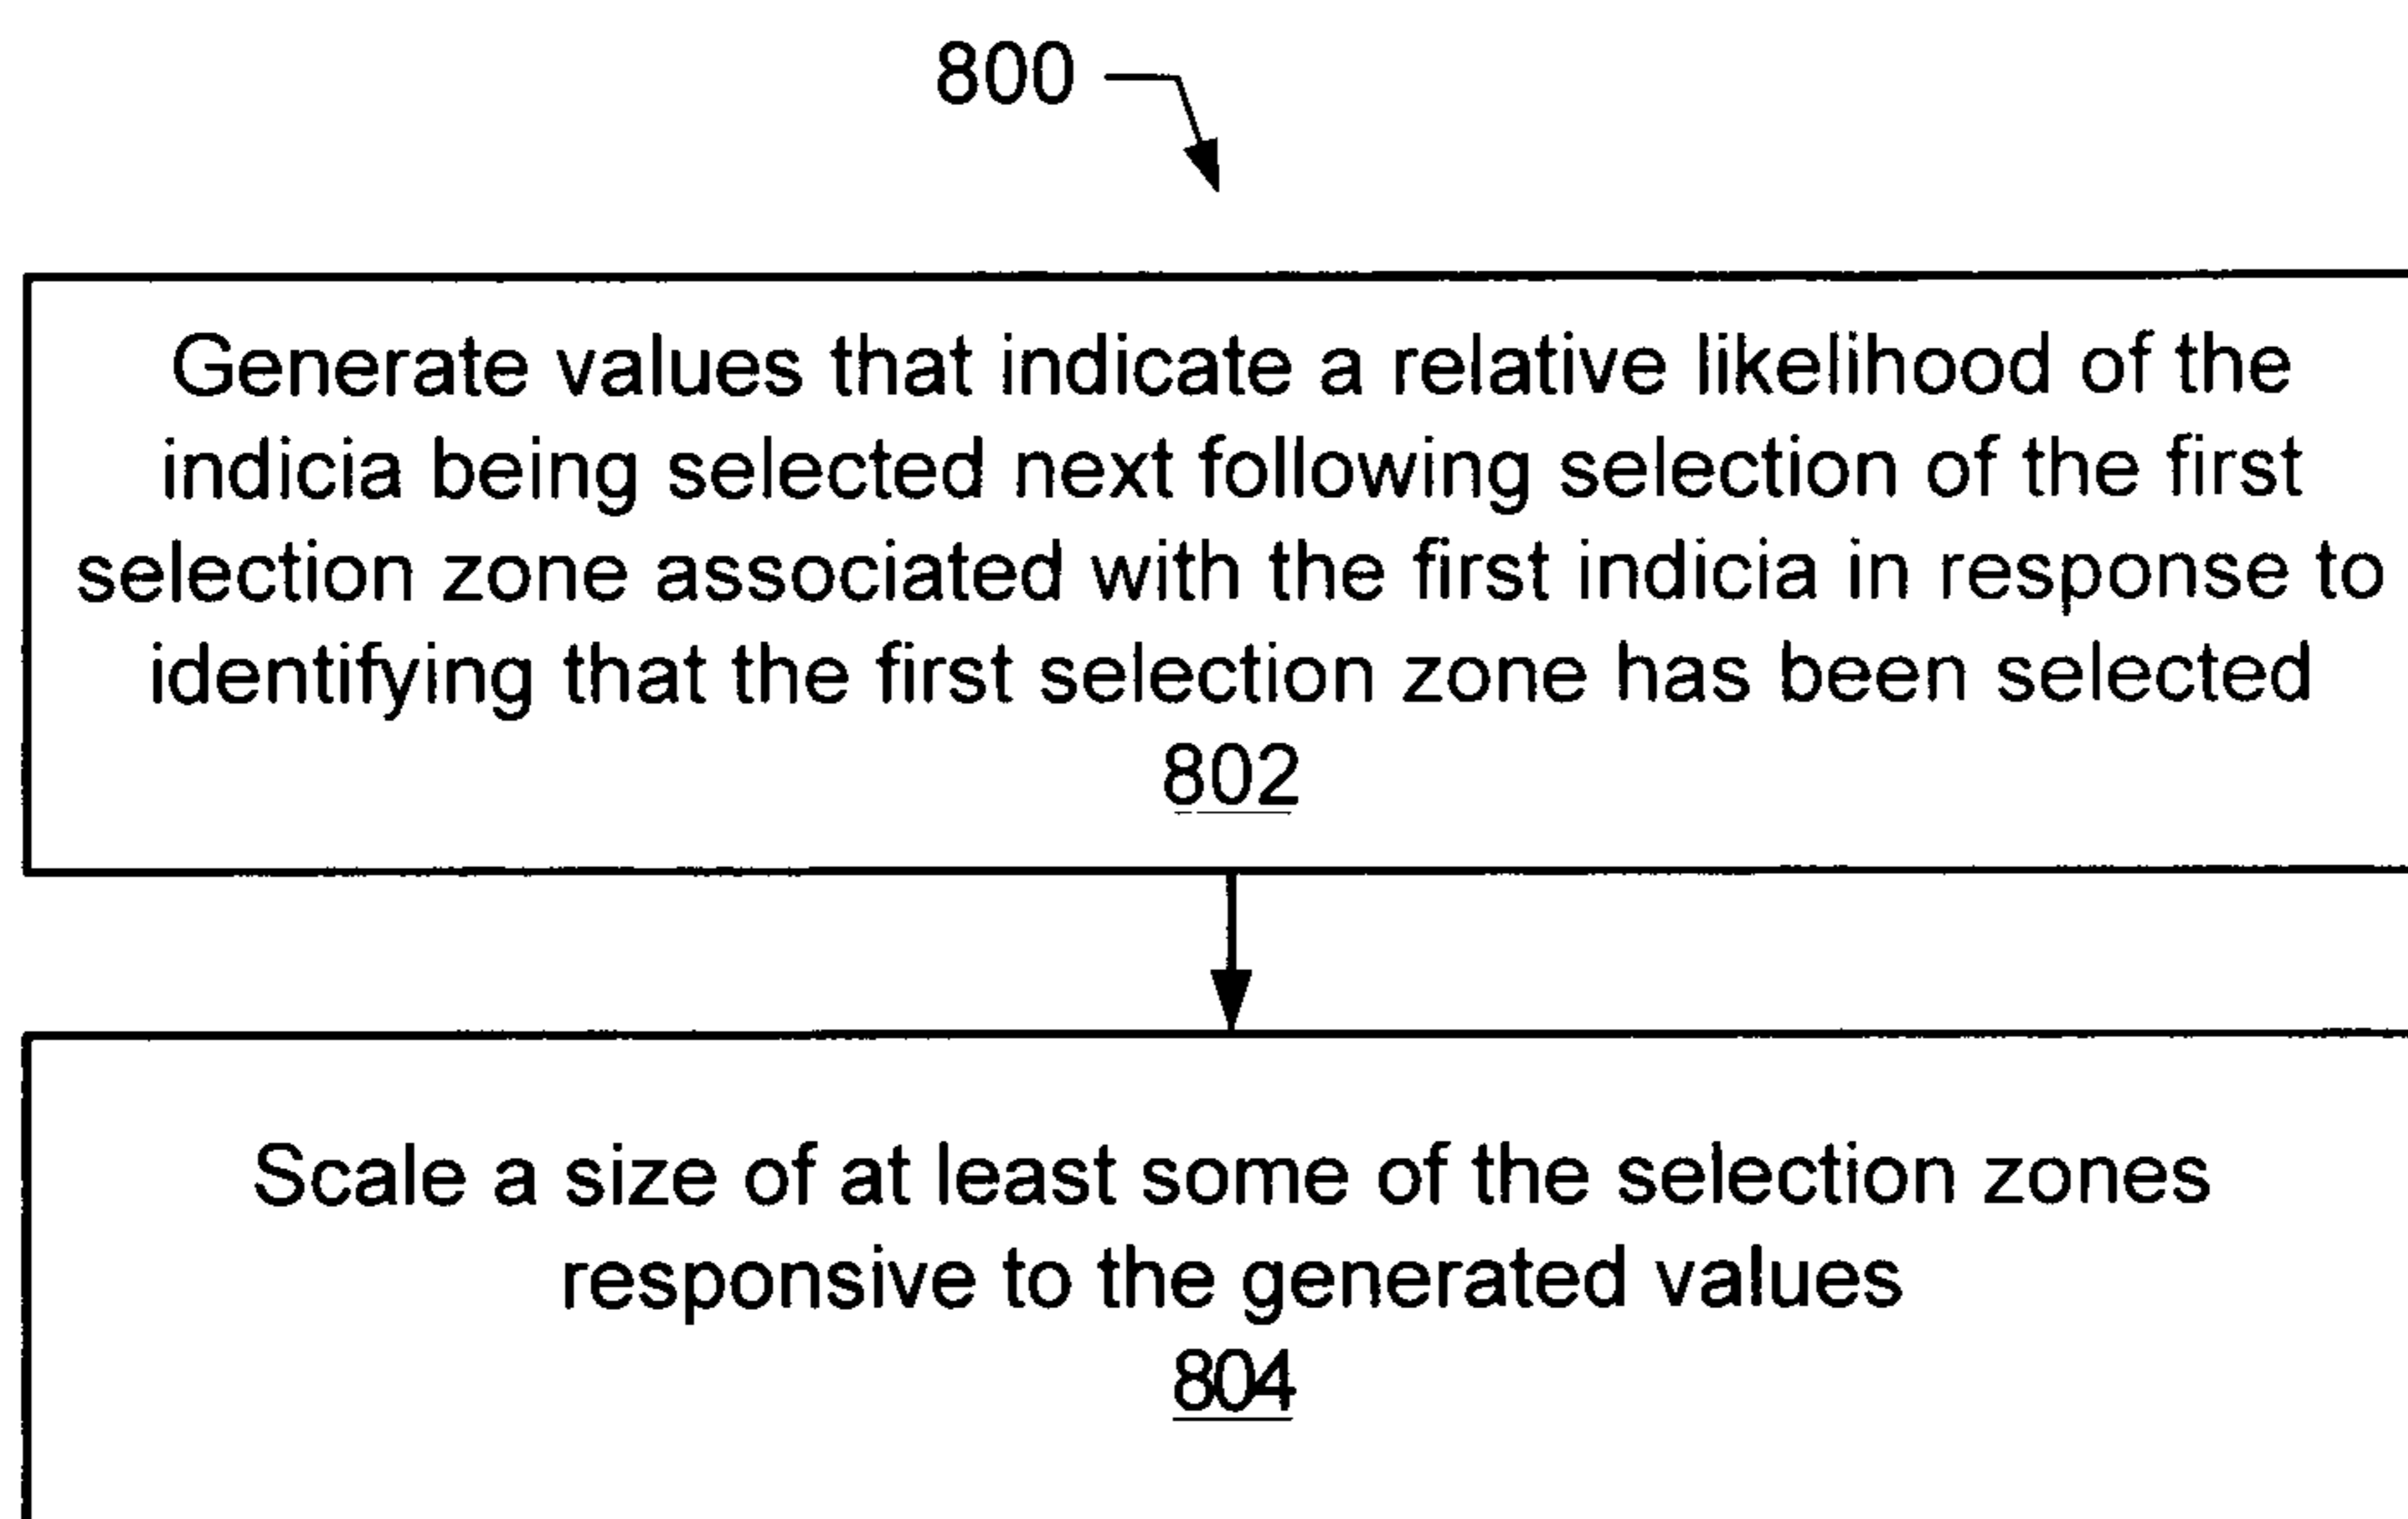 800
Generate values that indicate a relative likelihood of the
indicia being selected next following selection of the first
selection zone associated with the first indicia in response to
identifying that the first selection zone has been selected
802
Scale a size of at least some of the selection zones
responsive to the generated values
804